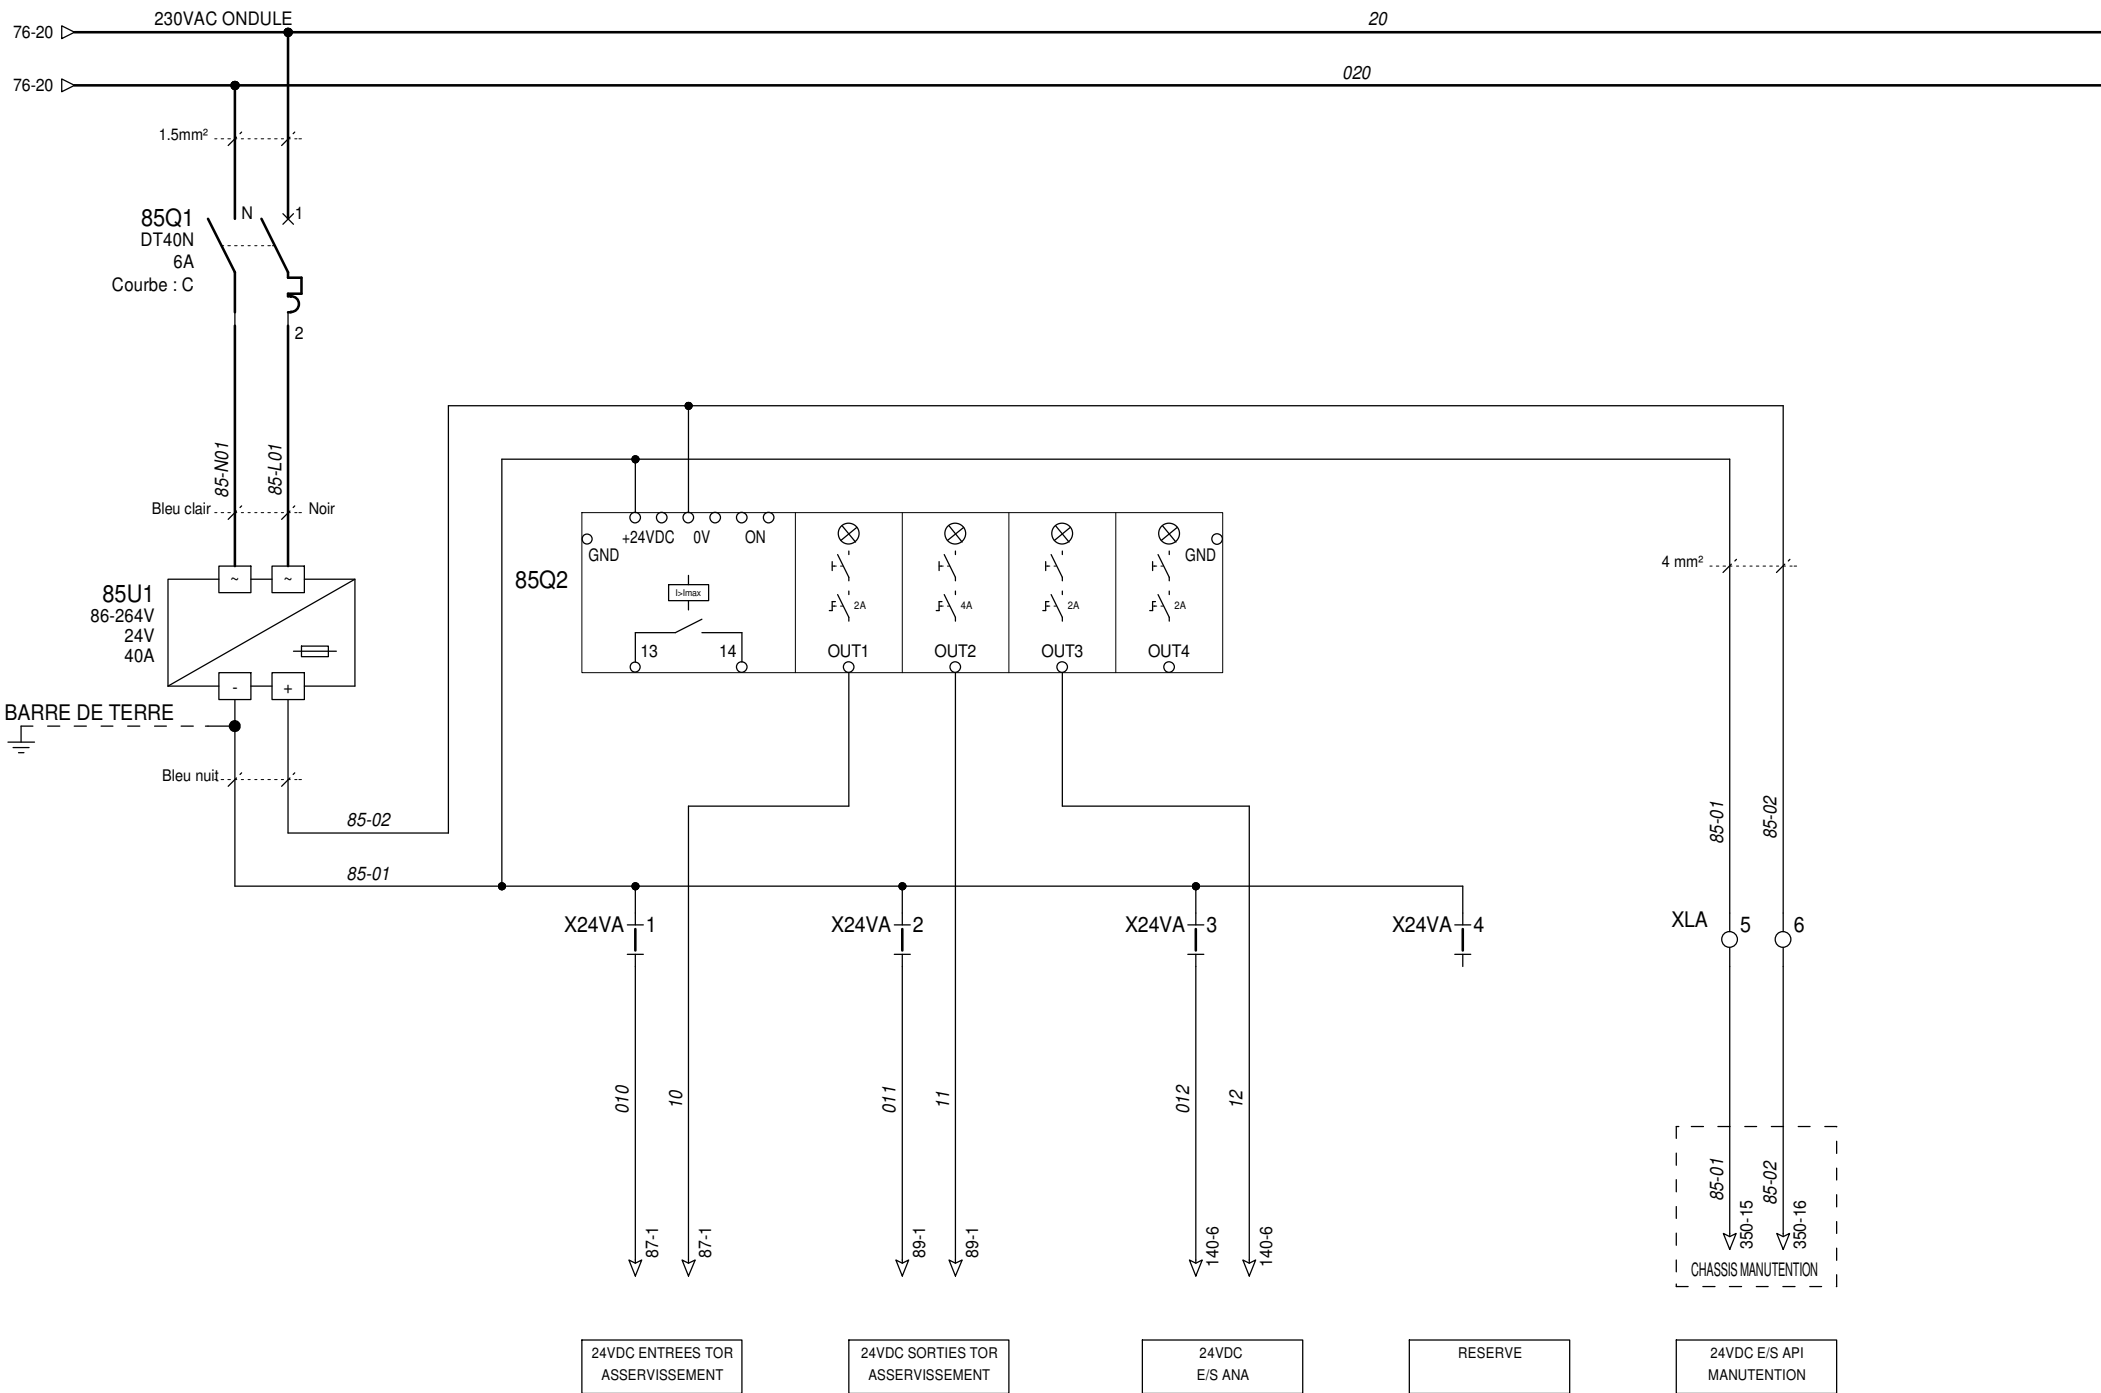 230VAC ONDULE
20
76-20
020
76-20
1.5mm²
85Q1
N
1
DT40N
6A
Courbe : C
2
85-N01
85-L01
Bleu clair
Noir
+24VDC
0V
ON
GND
GND
4 mm²
85Q2
I>Imax
85U1
86-264V
24V
40A
~
~
2A
4A
2A
2A
13
14
OUT1
OUT2
OUT3
OUT4
-
+
BARRE DE TERRE
Bleu nuit
85-02
85-01
85-01
85-02
X24VA
1
X24VA
2
X24VA
3
X24VA
4
XLA
5
6
010
10
011
11
012
12
85-01
85-02
87-1
87-1
89-1
89-1
140-6
140-6
350-15
350-16
CHASSIS MANUTENTION
24VDC ENTREES TOR
ASSERVISSEMENT
24VDC SORTIES TOR
ASSERVISSEMENT
24VDC
E/S ANA
RESERVE
24VDC E/S API
MANUTENTION